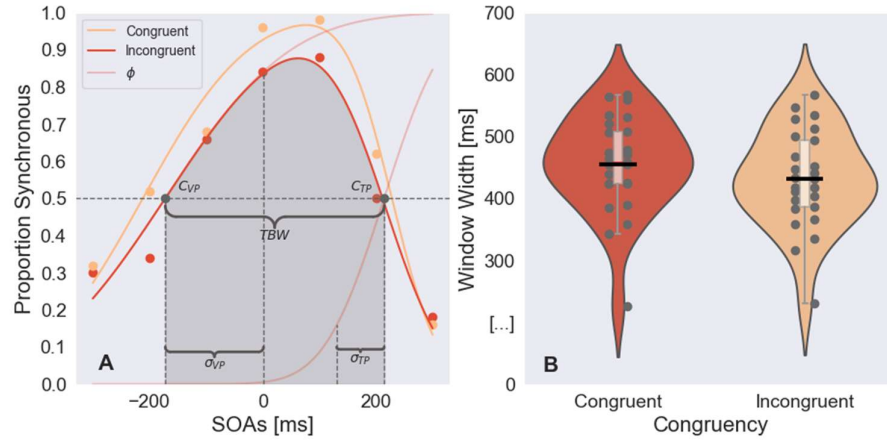 Proportion Synchronous
1.0
0.9
0.8
0.7
0.6
0.5
0.4
0.3
0.2
0.1
0.0
Congruent
Incongruent
ϕ
C_VP
C_TP
TBW
A
σ_VP
σ_TP
−200
0
200
SOAs [ms]
Window Width [ms]
700
600
500
400
300
[...]
0
B
Congruent
Incongruent
Congruency